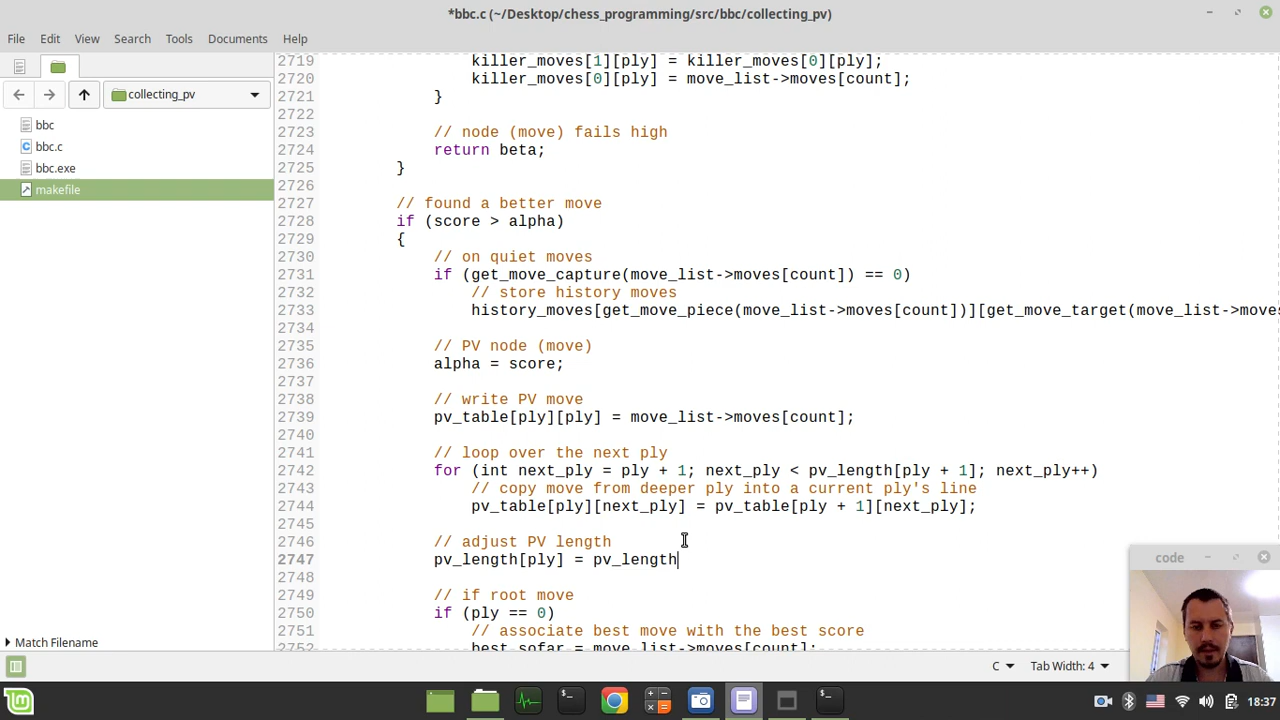 *bbc.c (~/Desktop/chess_programming/src/bbc/collecting_pv)
File Edit View Search Tools Documents Help
collecting_pv
bbc
bbc.c
bbc.exe
makefile
Match Filename
2719 killer_moves[1][ply] = killer_moves[0][ply];
2720 killer_moves[0][ply] = move_list->moves[count];
2721 }
2722
2723 // node (move) fails high
2724 return beta;
2725 }
2726
2727 // found a better move
2728 if (score > alpha)
2729 {
2730 // on quiet moves
2731 if (get_move_capture(move_list->moves[count]) == 0)
2732 // store history moves
2733 history_moves[get_move_piece(move_list->moves[count])][get_move_target(move_list->moves
2734
2735 // PV node (move)
2736 alpha = score;
2737
2738 // write PV move
2739 pv_table[ply][ply] = move_list->moves[count];
2740
2741 // loop over the next ply
2742 for (int next_ply = ply + 1; next_ply < pv_length[ply + 1]; next_ply++)
2743 // copy move from deeper ply into a current ply's line
2744 pv_table[ply][next_ply] = pv_table[ply + 1][next_ply];
2745
2746 // adjust PV length
2747 pv_length[ply] = pv_length
2748
2749 // if root move
2750 if (ply == 0)
2751 // associate best move with the best score
2752 best_sofar = move_list->moves[count];
code
C Tab Width: 4
18:37